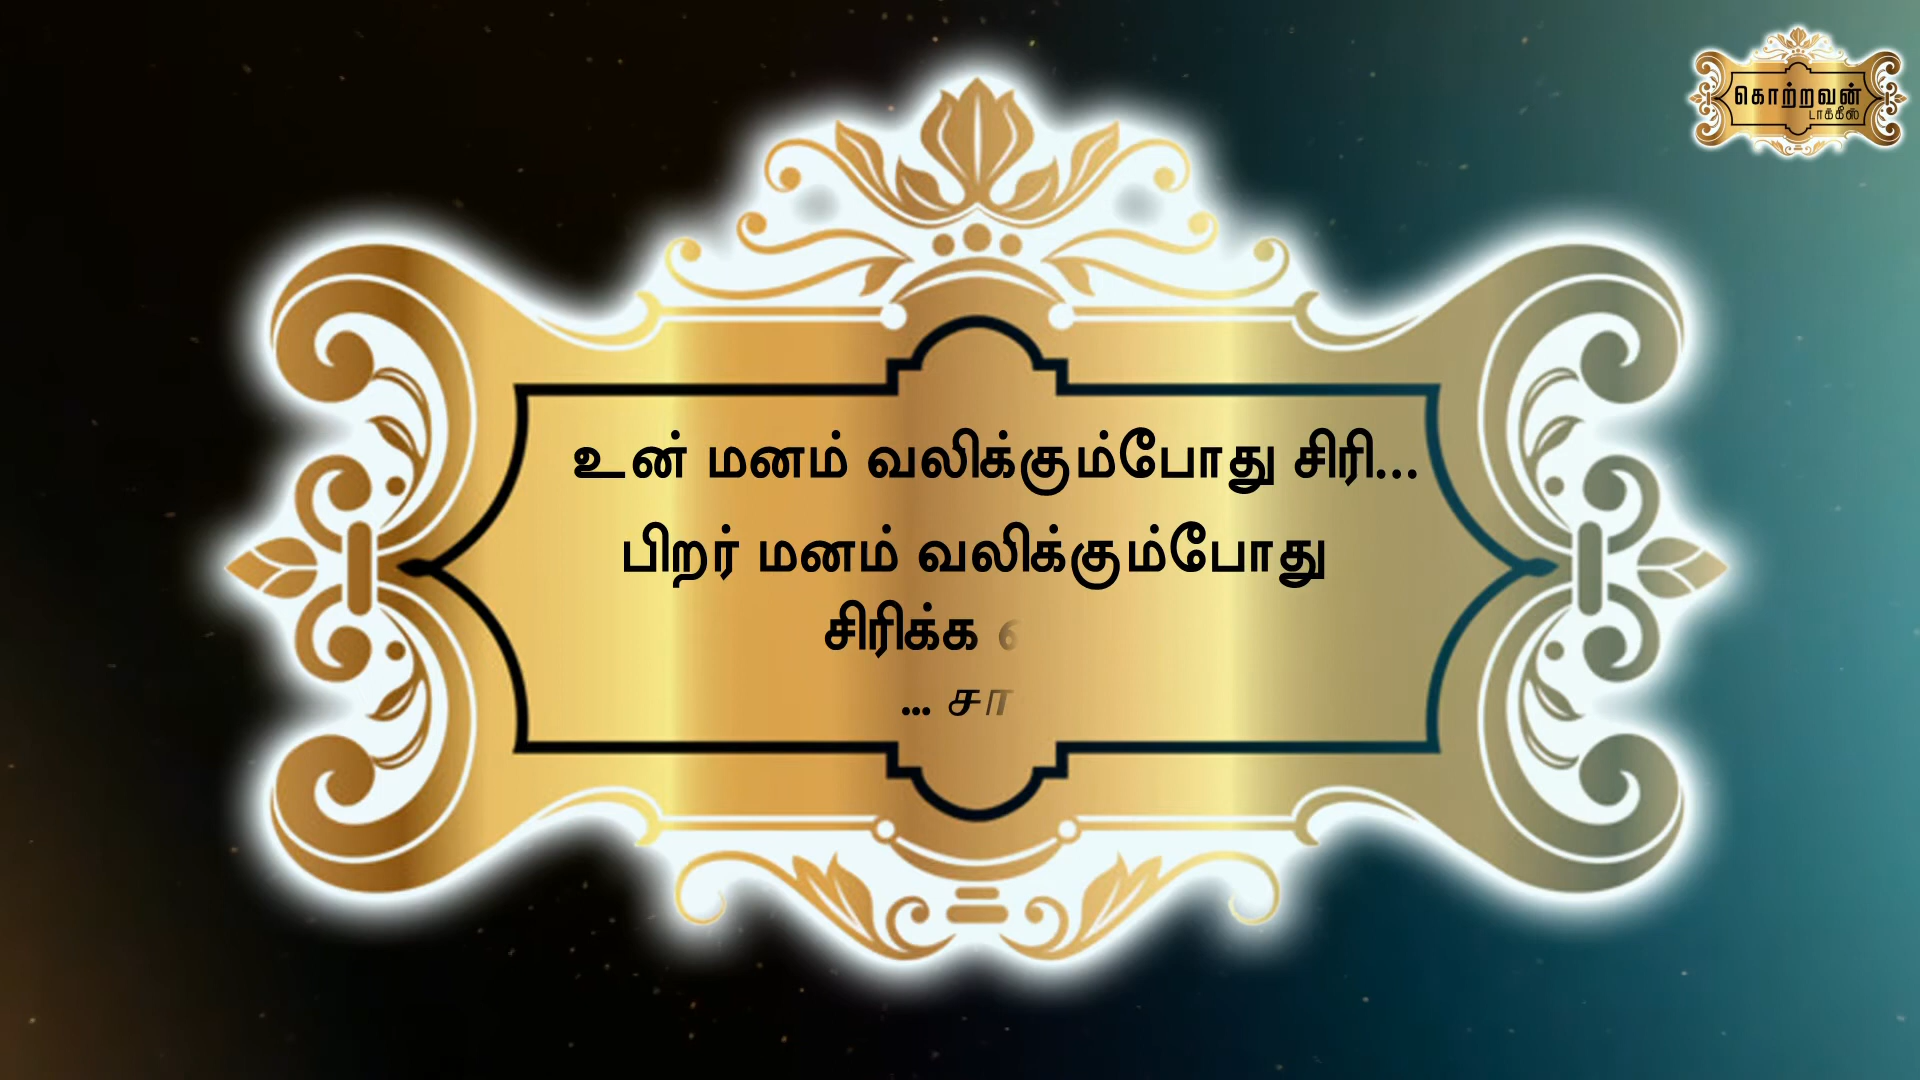 கொற்றவன்
டாக்கீஸ்
உன் மனம் வலிக்கும்போது சிரி...
பிறர் மனம் வலிக்கும்போது
சிரிக்க
...